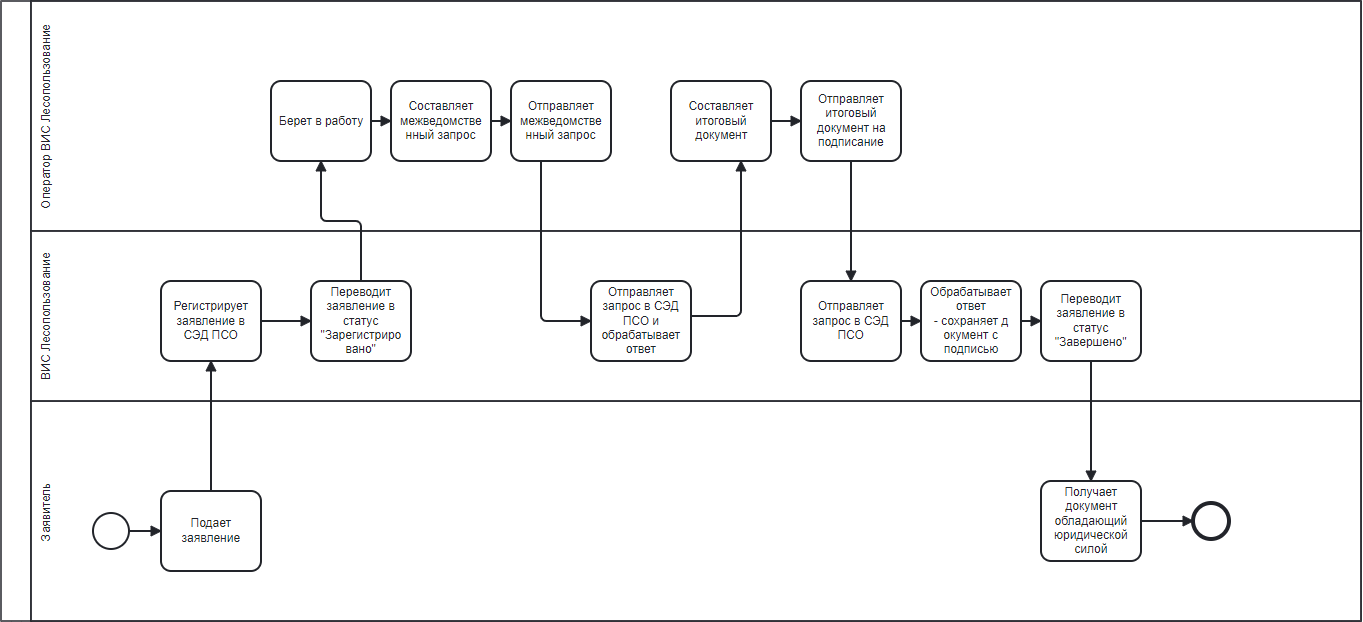 Оператор ВИС Лесопользование
Берет в работу
Составляет
межведомстве
нный запрос
Отправляет
межведомстве
нный запрос
Составляет
итоговый
документ
Отправляет
итоговый
документ на
подписание
ВИС Лесопользование
Регистрирует
заявление в
СЭД ПСО
Переводит
заявление в
статус
"Зарегистриро
вано"
Отправляет
запрос в СЭД
ПСО и
обрабатывает
ответ
Отправляет
запрос в СЭД
ПСО
Обрабатывает
ответ
- сохраняет д
окумент с
подписью
Переводит
заявление в
статус
"Завершено"
Заявитель
Подает
заявление
Получает
документ
обладающий
юридической
силой